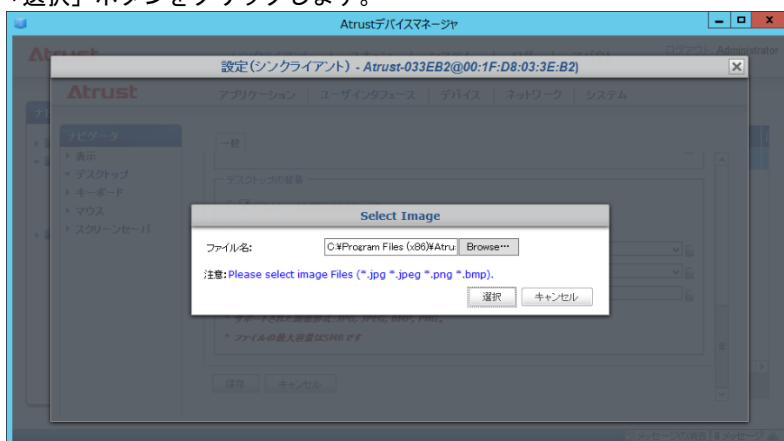 「選択」ボタンをクリックします。
Atrustデバイスマネージャ
Atrust
Administrator
設定(シンクライアント) - Atrust-033EB2@00:1F:D8:03:3E:B2)
Atrust
アプリケーション | ユーザインタフェース | デバイス | ネットワーク | システム
ナビゲータ
一般
表示
デスクトップ
デスクトップの背景
キーボード
マウス
スクリーンセーバ
Select Image
ファイル名:
C:¥Program Files (x86)¥Atru
Browse…
注意:Please select image Files (*.jpg *.jpeg *.png *.bmp).
選択
キャンセル
* ファイルの最大容量は5MBです
保存
キャンセル